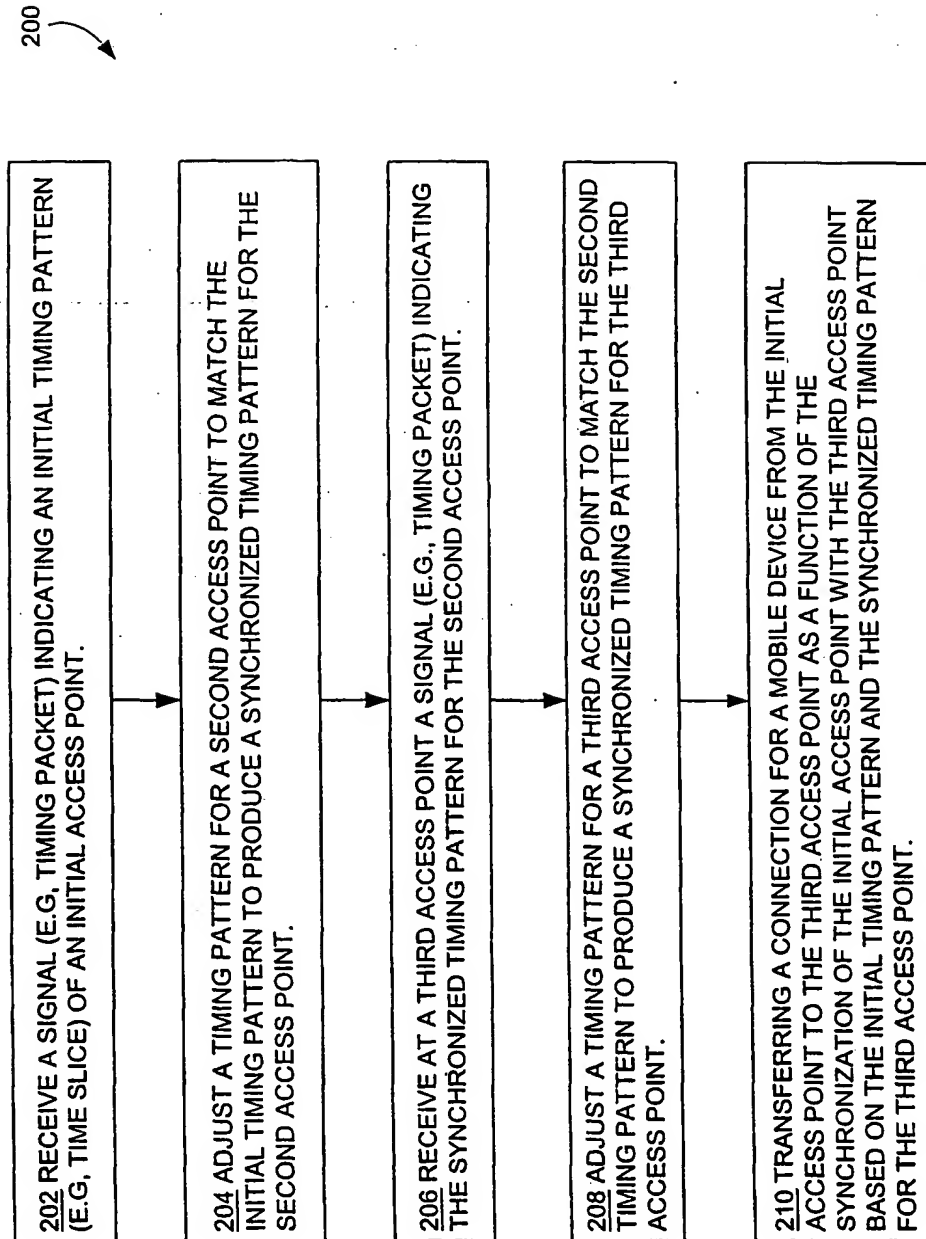 200
202 RECEIVE A SIGNAL (E.G, TIMING PACKET) INDICATING AN INITIAL TIMING PATTERN
(E.G, TIME SLICE) OF AN INITIAL ACCESS POINT.
204 ADJUST A TIMING PATTERN FOR A SECOND ACCESS POINT TO MATCH THE
INITIAL TIMING PATTERN TO PRODUCE A SYNCHRONIZED TIMING PATTERN FOR THE
SECOND ACCESS POINT.
206 RECEIVE AT A THIRD ACCESS POINT A SIGNAL (E.G., TIMING PACKET) INDICATING
THE SYNCHRONIZED TIMING PATTERN FOR THE SECOND ACCESS POINT.
208 ADJUST A TIMING PATTERN FOR A THIRD ACCESS POINT TO MATCH THE SECOND
TIMING PATTERN TO PRODUCE A SYNCHRONIZED TIMING PATTERN FOR THE THIRD
ACCESS POINT.
210 TRANSFERRING A CONNECTION FOR A MOBILE DEVICE FROM THE INITIAL
ACCESS POINT TO THE THIRD ACCESS POINT AS A FUNCTION OF THE
SYNCHRONIZATION OF THE INITIAL ACCESS POINT WITH THE THIRD ACCESS POINT
BASED ON THE INITIAL TIMING PATTERN AND THE SYNCHRONIZED TIMING PATTERN
FOR THE THIRD ACCESS POINT.